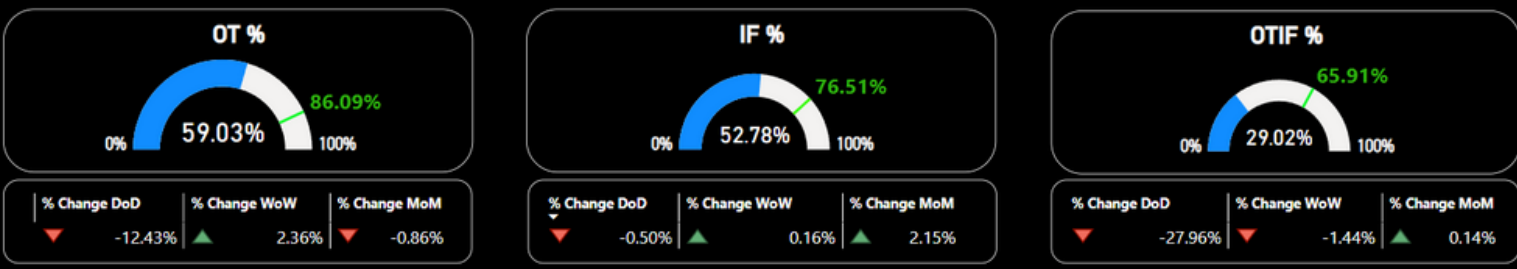 OT %
86.09%
59.03%
0%
100%
% Change DoD % Change WoW % Change MoM
-12.43% 2.36% -0.86%
IF %
76.51%
52.78%
0%
100%
% Change DoD % Change WoW % Change MoM
-0.50% 0.16% 2.15%
OTIF %
65.91%
29.02%
0%
100%
% Change DoD % Change WoW % Change MoM
-27.96% -1.44% 0.14%